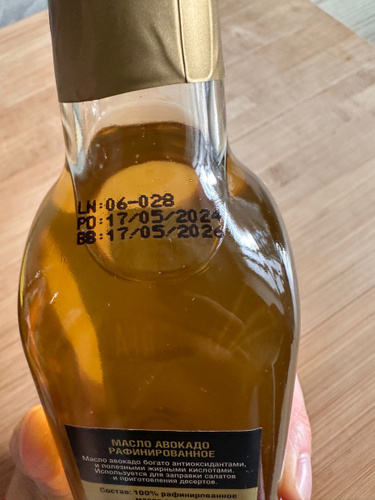 LN:06-028
PD:17/05/2024
BB:17/05/2026
МАСЛО АВОКАДО
РАФИНИРОВАННОЕ
Масло авокадо богато антиоксидантами,
и полезными жирными кислотами.
Используется для заправки салатов
и приготовления десертов.
Состав: 100% рафинированное